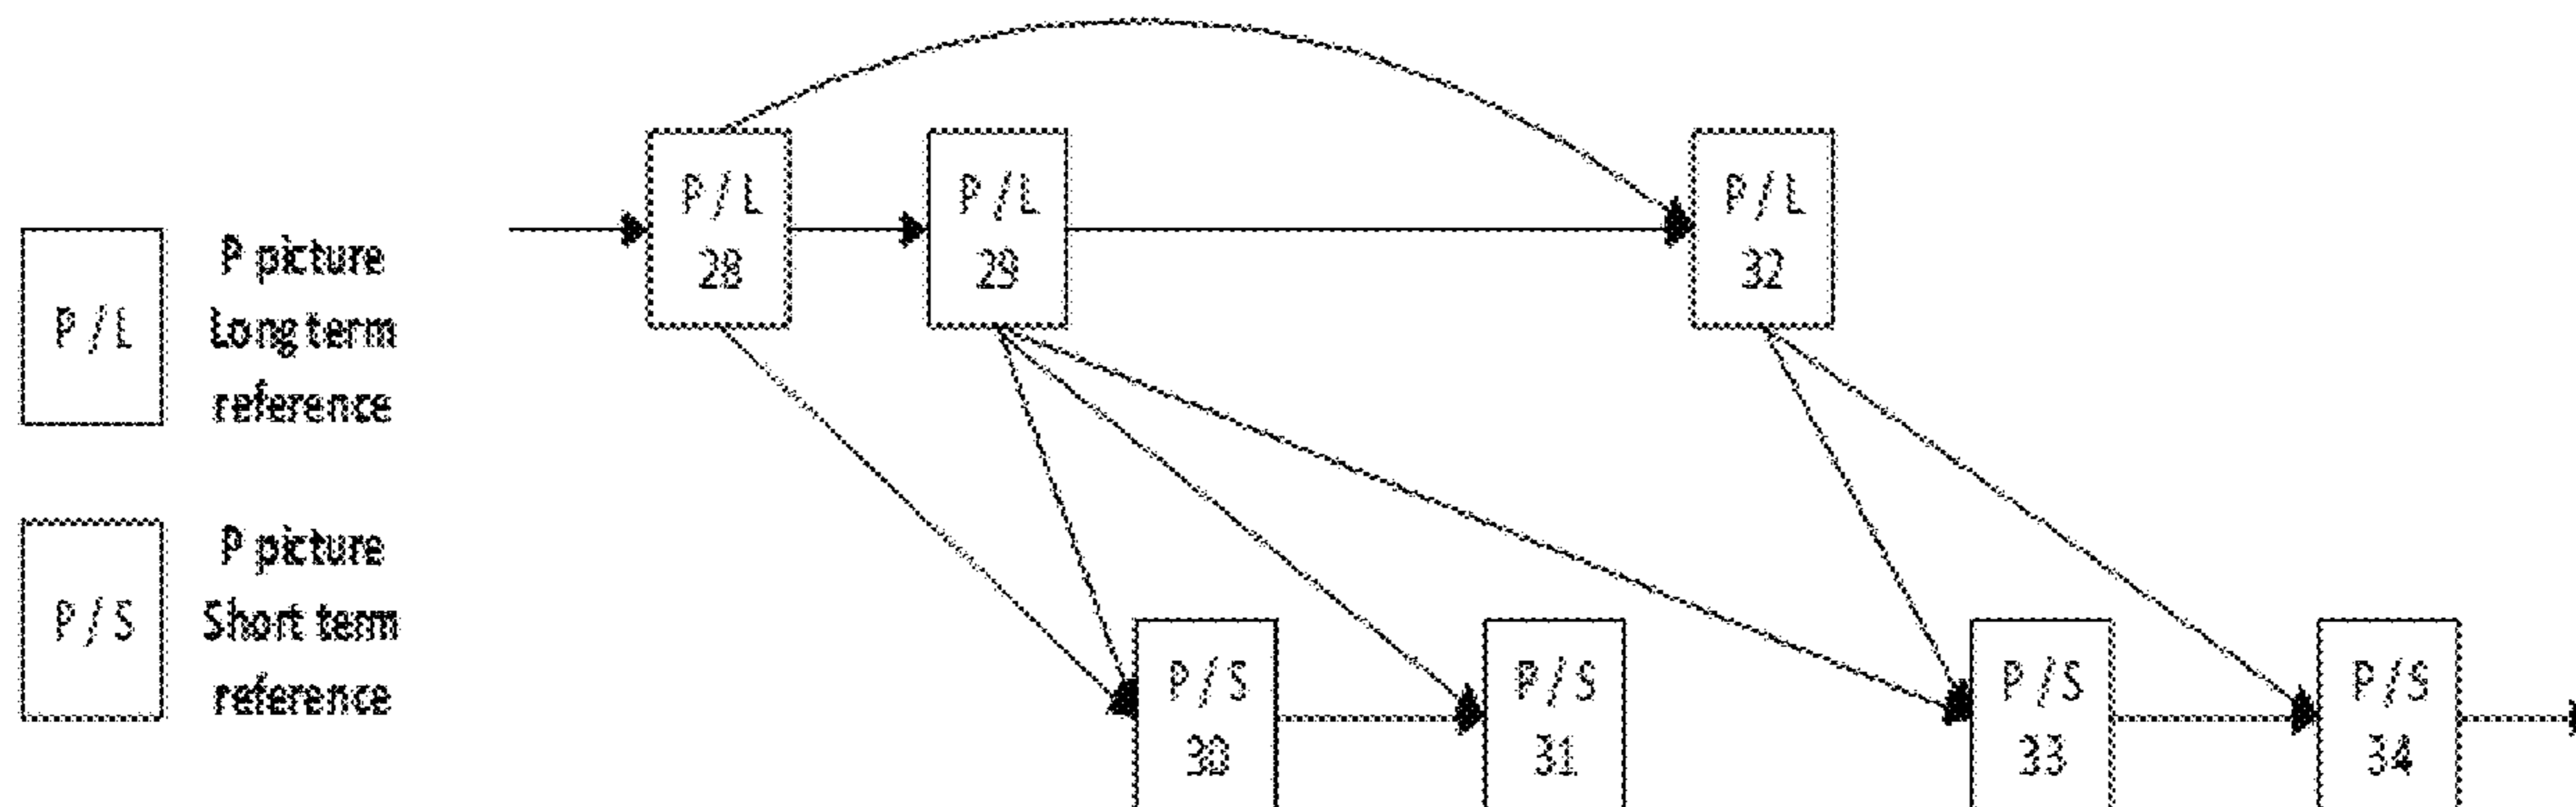 P / L
P picture
Long term
reference
P / S
P picture
Short term
reference
P / L
28
P / L
29
P / L
32
P / S
30
P / S
31
P / S
33
P / S
34